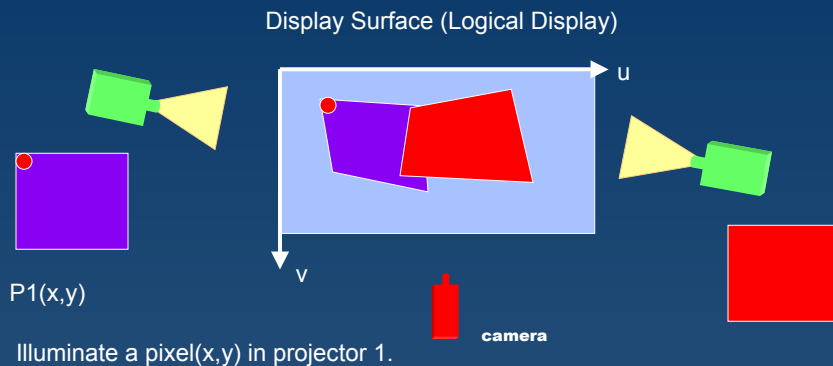 Display Surface (Logical Display)
u
v
P1(x,y)
camera
Illuminate a pixel(x,y) in projector 1.